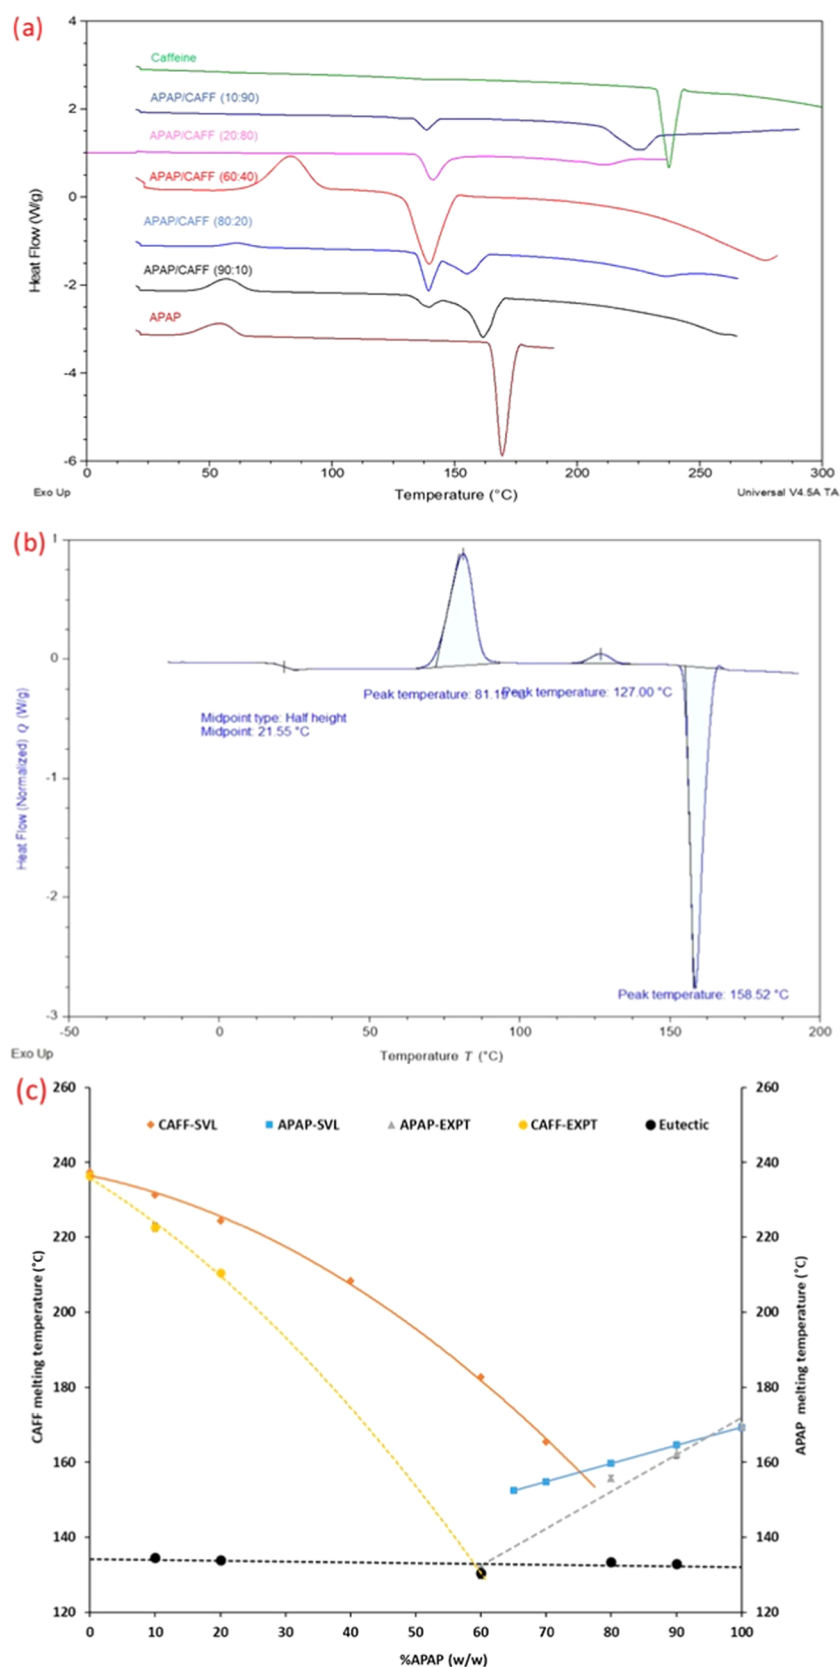 (a)
4
2
0
-2
-4
-6
Heat Flow (W/g)
Caffeine
APAP/CAFF (10:90)
APAP/CAFF (20:80)
APAP/CAFF (60:40)
APAP/CAFF (80:20)
APAP/CAFF (90:10)
APAP
0 50 100 150 200 250 300
Exo Up
Temperature (°C)
Universal V4.5A TA
(b)
1
0
-1
-2
-3
Heat Flow (Normalized) Q (W/g)
Midpoint type: Half height
Midpoint: 21.55 °C
Peak temperature: 81.19 °C
Peak temperature: 127.00 °C
Peak temperature: 158.52 °C
-50 0 50 100 150 200
Exo Up
Temperature T (°C)
(c)
260 260
CAFF-SVL APAP-SVL APAP-EXPT CAFF-EXPT Eutectic
240 240
220 220
200 200
180 180
160 160
140 140
120 120
CAFF melting temperature (°C)
APAP melting temperature (°C)
0 10 20 30 40 50 60 70 80 90 100
%APAP (w/w)